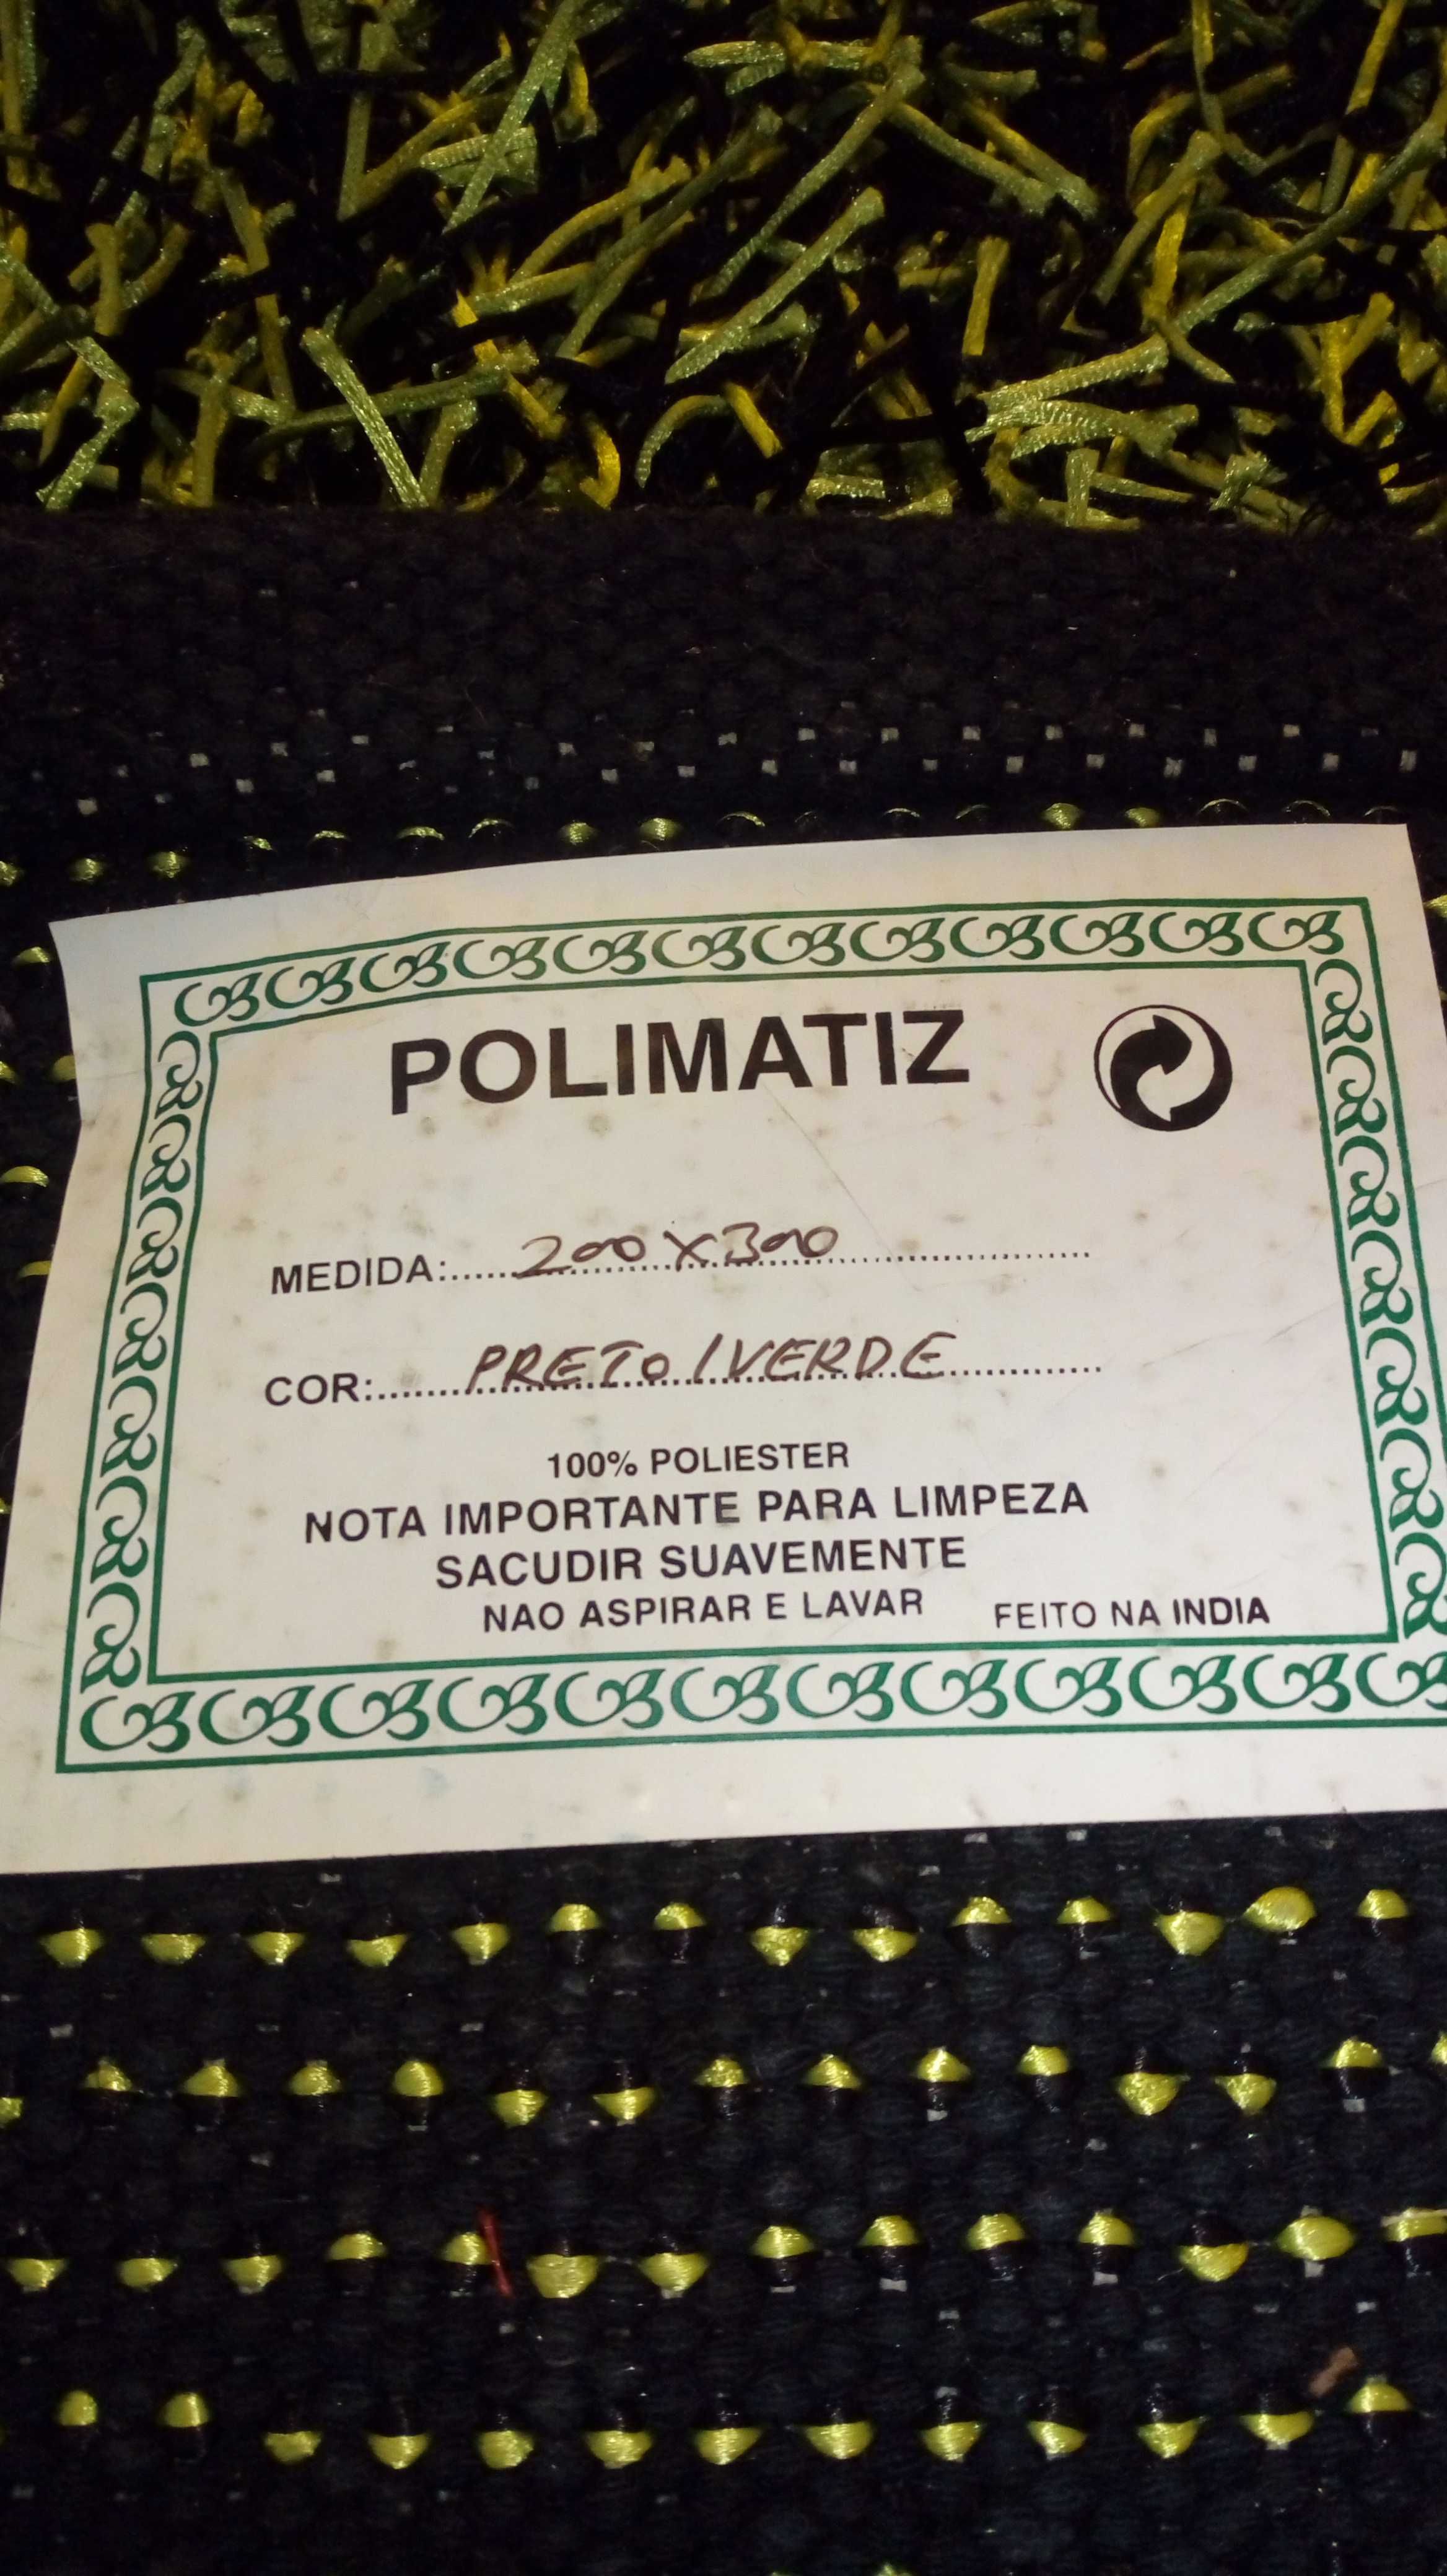 POLIMATIZ
MEDIDA:......200 X 300......................
COR:........PRETO / VERDE................
100% POLIESTER
NOTA IMPORTANTE PARA LIMPEZA
SACUDIR SUAVEMENTE
NAO ASPIRAR E LAVAR FEITO NA INDIA